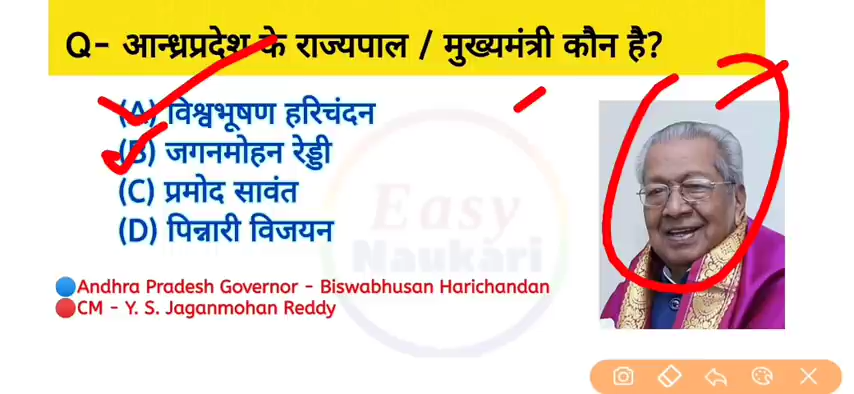 Q- आन्ध्रप्रदेश के राज्यपाल / मुख्यमंत्री कौन है?
(A) विश्वभूषण हरिचंदन
(B) जगनमोहन रेड्डी
(C) प्रमोद सावंत
(D) पिन्नारी विजयन
Easy
Naukari
Andhra Pradesh Governor - Biswabhusan Harichandan
CM - Y. S. Jaganmohan Reddy